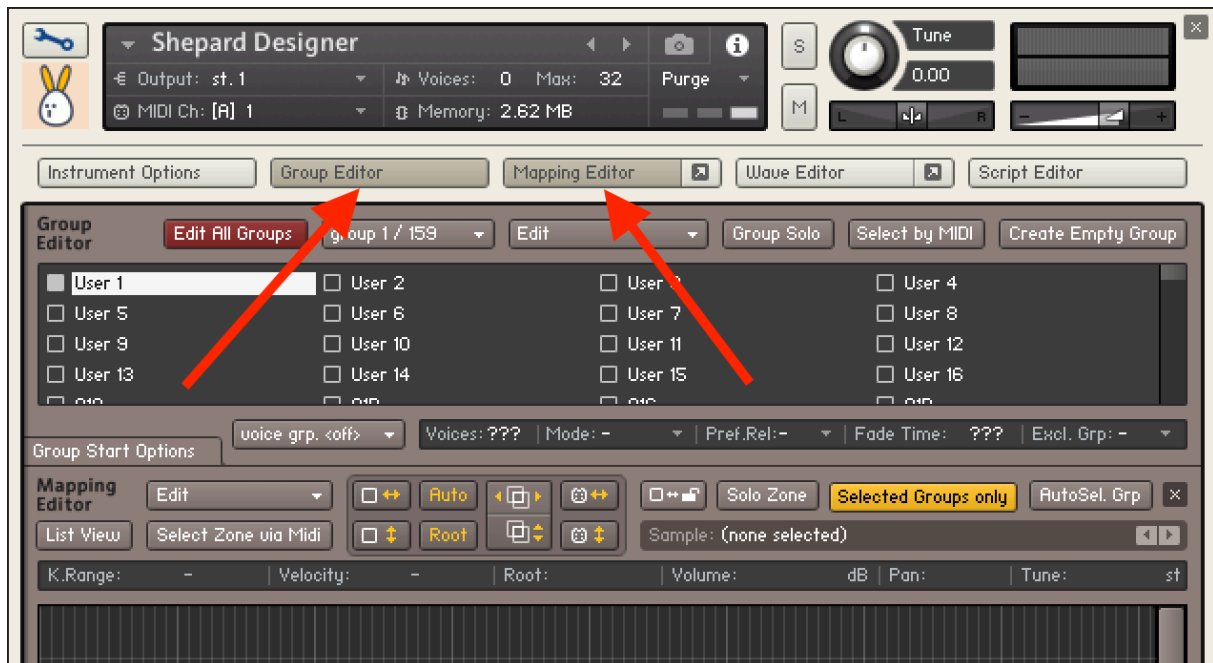 Shepard Designer
S
Tune
Output: st. 1
Voices: 0 Max: 32
Purge
0.00
MIDI Ch: [A] 1
Memory: 2.62 MB
M
L
R
- +
Instrument Options
Group Editor
Mapping Editor
Wave Editor
Script Editor
Group Editor
Edit All Groups
group 1 / 159
Edit
Group Solo
Select by MIDI
Create Empty Group
User 1
User 2
User 4
User 5
User 6
User 7
User 8
User 9
User 10
User 11
User 12
User 13
User 14
User 15
User 16
Group Start Options
voice grp. <off>
Voices: ??? | Mode: - | Pref.Rel:- | Fade Time: ??? | Excl. Grp: -
Mapping Editor
Edit
Auto
Solo Zone
Selected Groups only
AutoSel. Grp
List View
Select Zone via Midi
Root
Sample: (none selected)
K.Range: - | Velocity: - | Root: | Volume: dB | Pan: | Tune: st